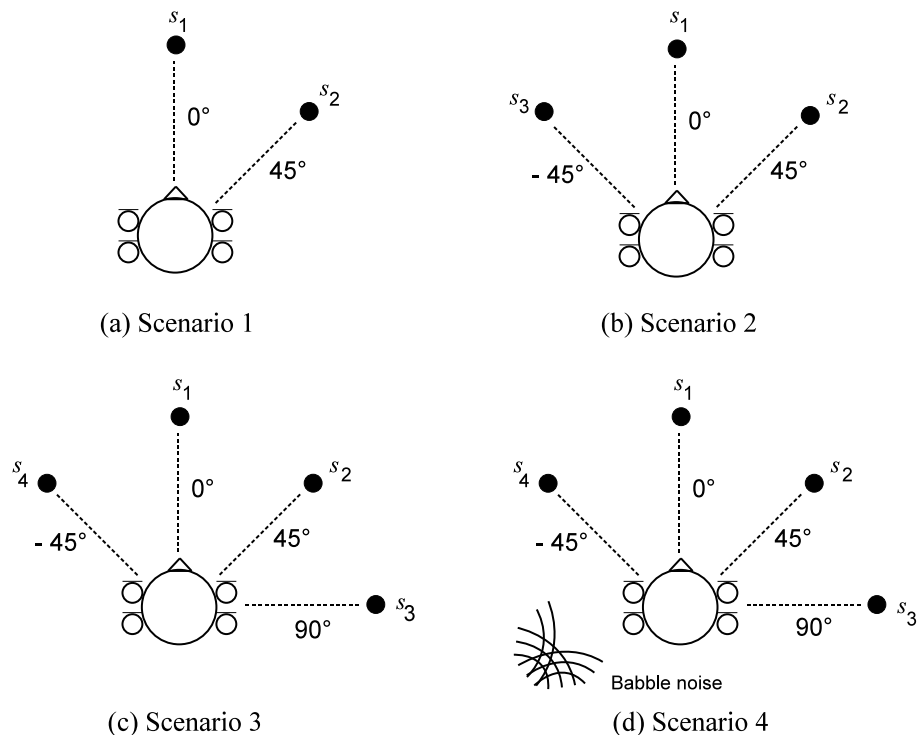 s1
s2
0°
45°
(a) Scenario 1
s1
s3
s2
0°
- 45°
45°
(b) Scenario 2
s1
s4
s2
0°
- 45°
45°
s3
90°
(c) Scenario 3
s1
s4
s2
0°
- 45°
45°
s3
90°
Babble noise
(d) Scenario 4